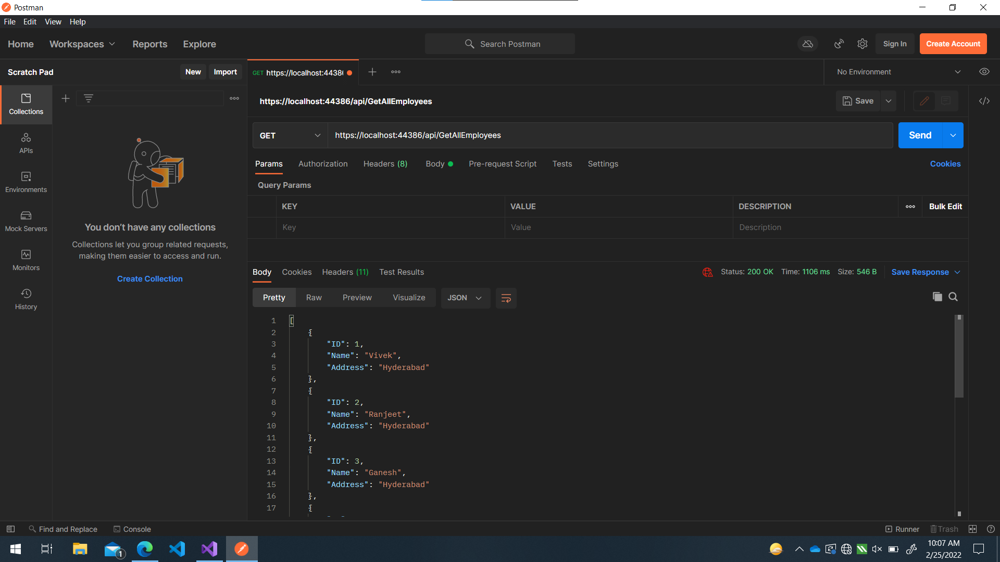 Postman
File Edit View Help
Home Workspaces Reports Explore Search Postman Sign In Create Account
Scratch Pad New Import GET https://localhost:4438 No Environment
https://localhost:44386/api/GetAllEmployees Save
Collections
GET https://localhost:44386/api/GetAllEmployees Send
APIs
Params Authorization Headers (8) Body Pre-request Script Tests Settings Cookies
Environments
Query Params
KEY VALUE DESCRIPTION Bulk Edit
Mock Servers
Key Value Description
You don't have any collections
Collections let you group related requests,
making them easier to access and run.
Create Collection
Monitors
History
Body Cookies Headers (11) Test Results Status: 200 OK Time: 1106 ms Size: 546 B Save Response
Pretty Raw Preview Visualize JSON
1 [
2 {
3 "ID": 1,
4 "Name": "Vivek",
5 "Address": "Hyderabad"
6 },
7 {
8 "ID": 2,
9 "Name": "Ranjeet",
10 "Address": "Hyderabad"
11 },
12 {
13 "ID": 3,
14 "Name": "Ganesh",
15 "Address": "Hyderabad"
16 },
17 {
Find and Replace Console Runner Trash
1
10:07 AM
2/25/2022